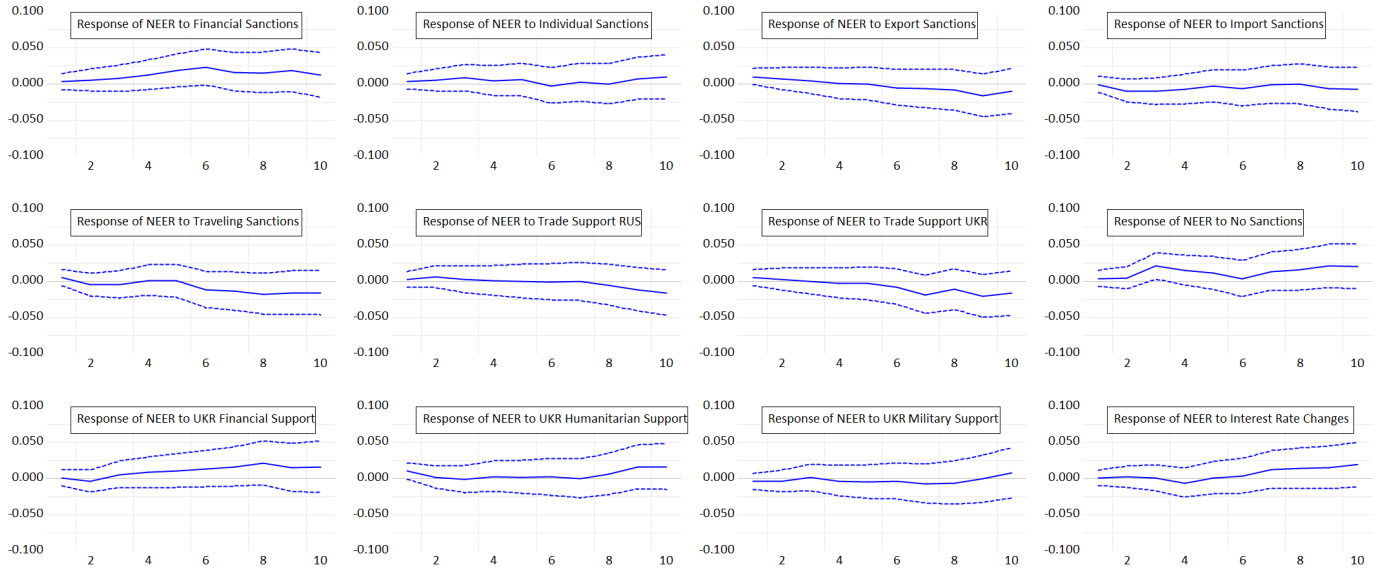 Response of NEER to Financial Sanctions
0.100
0.050
0.000
-0.050
-0.100
2 4 6 8 10
Response of NEER to Individual Sanctions
0.100
0.050
0.000
-0.050
-0.100
2 4 6 8 10
Response of NEER to Export Sanctions
0.100
0.050
0.000
-0.050
-0.100
2 4 6 8 10
Response of NEER to Import Sanctions
0.100
0.050
0.000
-0.050
-0.100
2 4 6 8 10
Response of NEER to Traveling Sanctions
0.100
0.050
0.000
-0.050
-0.100
2 4 6 8 10
Response of NEER to Trade Support RUS
0.100
0.050
0.000
-0.050
-0.100
2 4 6 8 10
Response of NEER to Trade Support UKR
0.100
0.050
0.000
-0.050
-0.100
2 4 6 8 10
Response of NEER to No Sanctions
0.100
0.050
0.000
-0.050
-0.100
2 4 6 8 10
Response of NEER to UKR Financial Support
0.100
0.050
0.000
-0.050
-0.100
2 4 6 8 10
Response of NEER to UKR Humanitarian Support
0.100
0.050
0.000
-0.050
-0.100
2 4 6 8 10
Response of NEER to UKR Military Support
0.100
0.050
0.000
-0.050
-0.100
2 4 6 8 10
Response of NEER to Interest Rate Changes
0.100
0.050
0.000
-0.050
-0.100
2 4 6 8 10